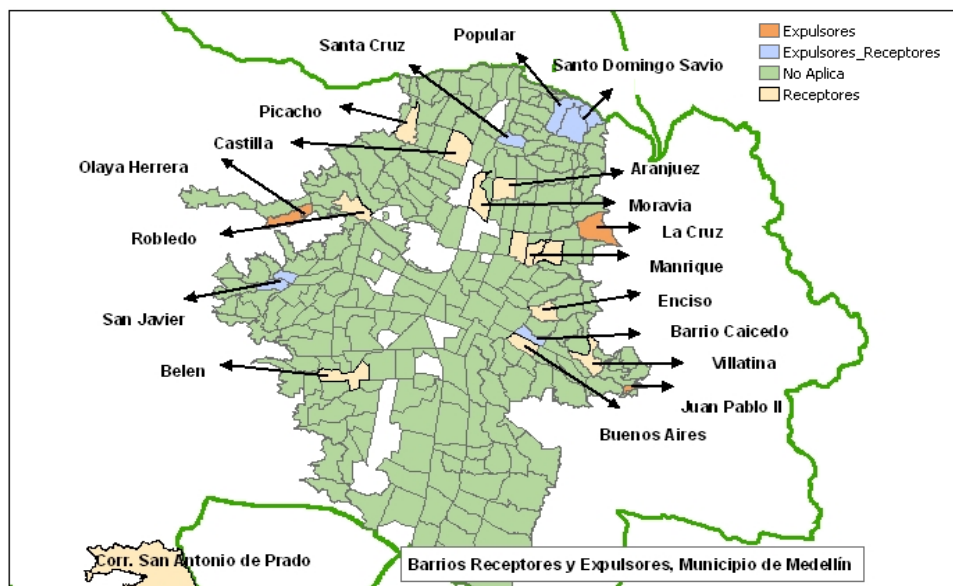 Popular
Expulsores
Santa Cruz
Expulsores_Receptores
Santo Domingo Savio
No Aplica
Picacho
Receptores
Castilla
Olaya Herrera
Aranjuez
Moravia
Robledo
La Cruz
Manrique
Enciso
San Javier
Barrio Caicedo
Belen
Villatina
Juan Pablo II
Buenos Aires
Corr. San Antonio de Prado
Barrios Receptores y Expulsores, Municipio de Medellín